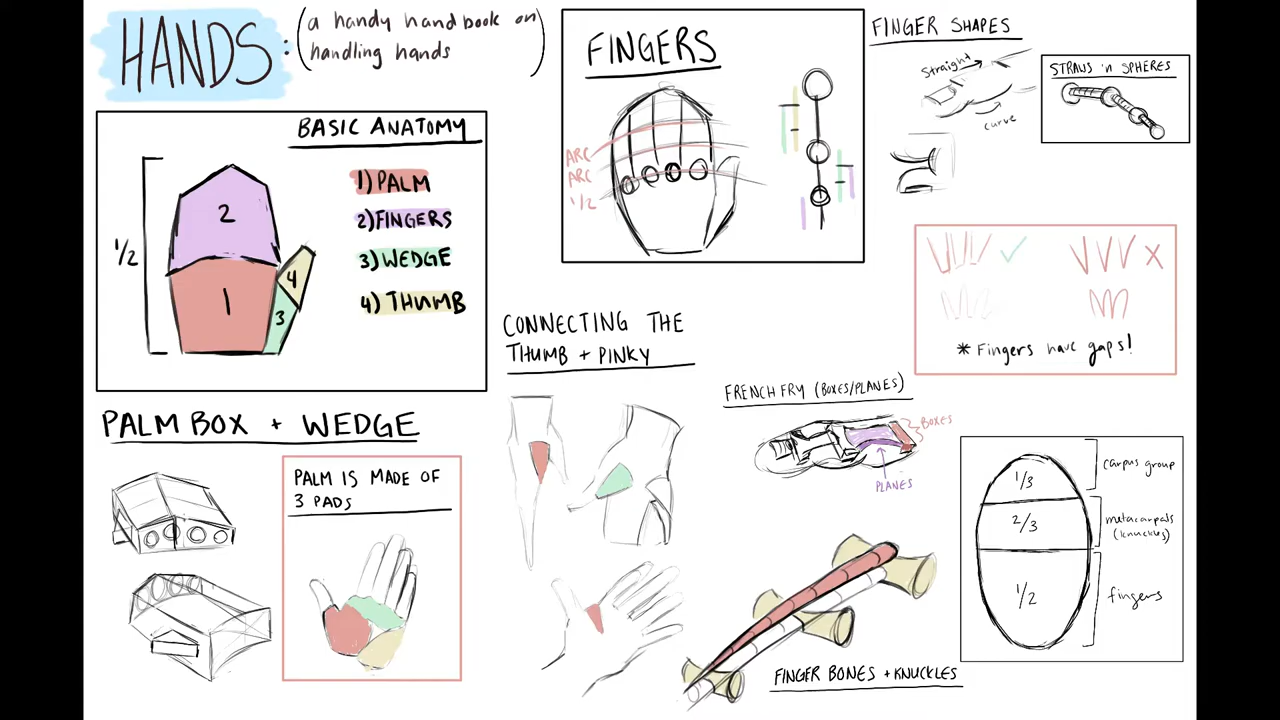 HANDS:
(a handy handbook on
handling hands)
BASIC ANATOMY
1/2
2
1
4
3
1) PALM
2) FINGERS
3) WEDGE
4) THUMB
FINGERS
ARC
ARC
1/2
FINGER SHAPES
Straight
curve
STRAWS 'n SPHERES
* Fingers have gaps!
PALM BOX + WEDGE
PALM IS MADE OF
3 PADS
CONNECTING THE
THUMB + PINKY
FRENCH FRY (BOXES/PLANES)
BOXES
PLANES
FINGER BONES + KNUCKLES
1/3
carpus group
2/3
metacarpals
(knuckles)
1/2
fingers